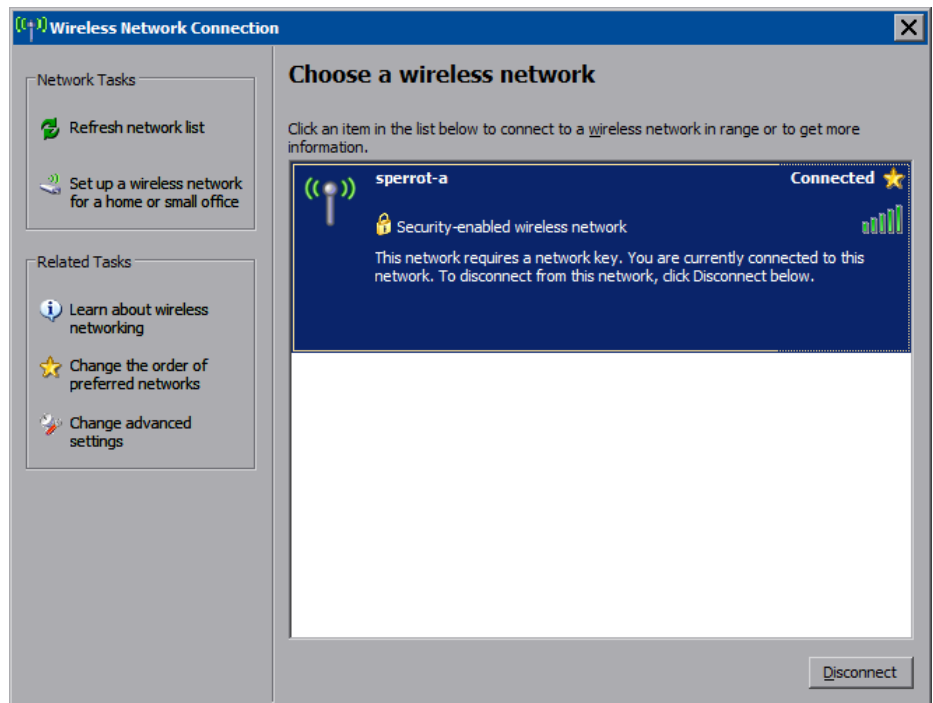 Wireless Network Connection
Network Tasks
Refresh network list
Set up a wireless network
for a home or small office
Related Tasks
Learn about wireless
networking
Change the order of
preferred networks
Change advanced
settings
Choose a wireless network
Click an item in the list below to connect to a wireless network in range or to get more
information.
sperrot-a
Connected
Security-enabled wireless network
This network requires a network key. You are currently connected to this
network. To disconnect from this network, click Disconnect below.
Disconnect